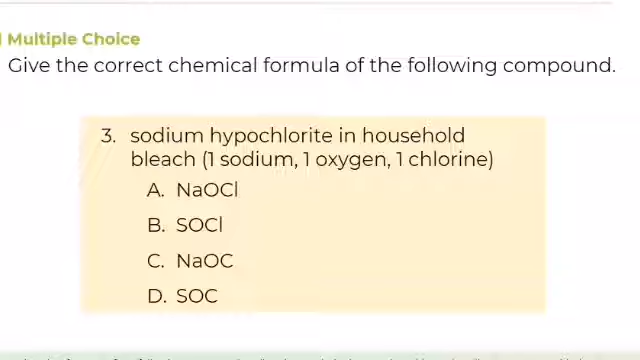 Multiple Choice
Give the correct chemical formula of the following compound.
3. sodium hypochlorite in household
bleach (1 sodium, 1 oxygen, 1 chlorine)
A. NaOCl
B. SOCl
C. NaOC
D. SOC